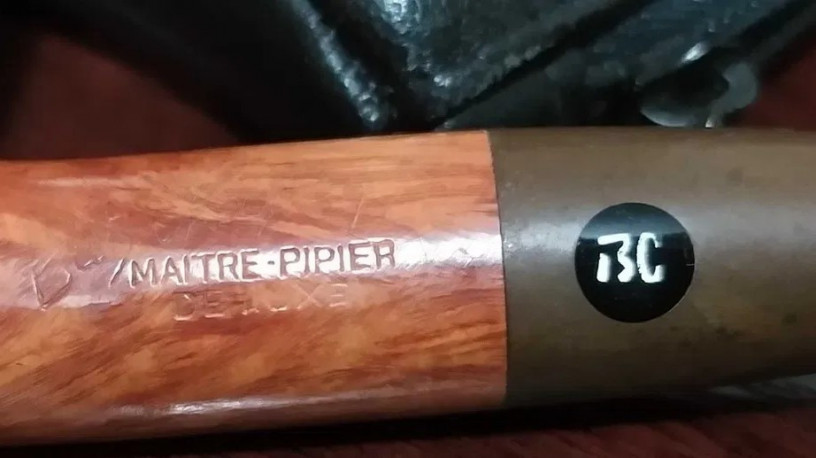 MAITRE-PIPIER
DE LUXE
BC